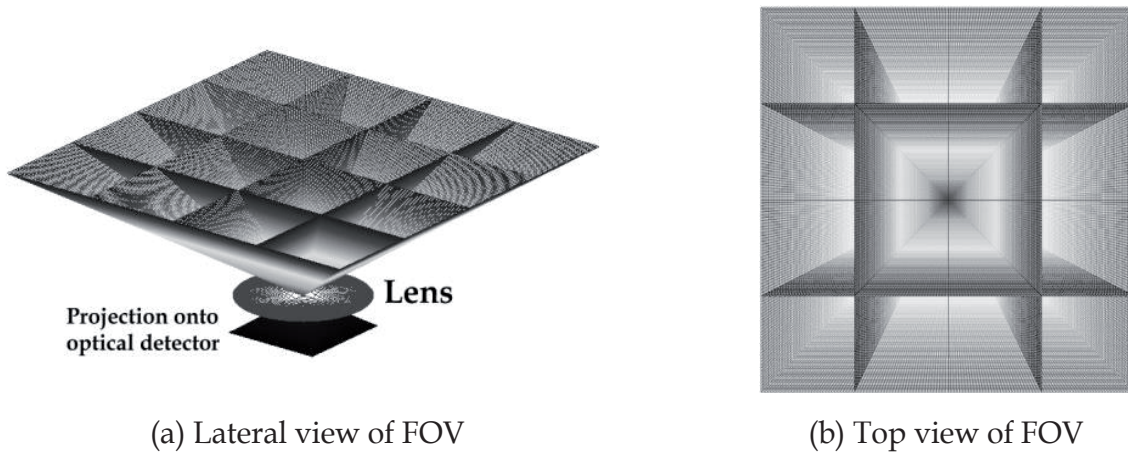 Lens
Projection onto
optical detector
(a) Lateral view of FOV
(b) Top view of FOV